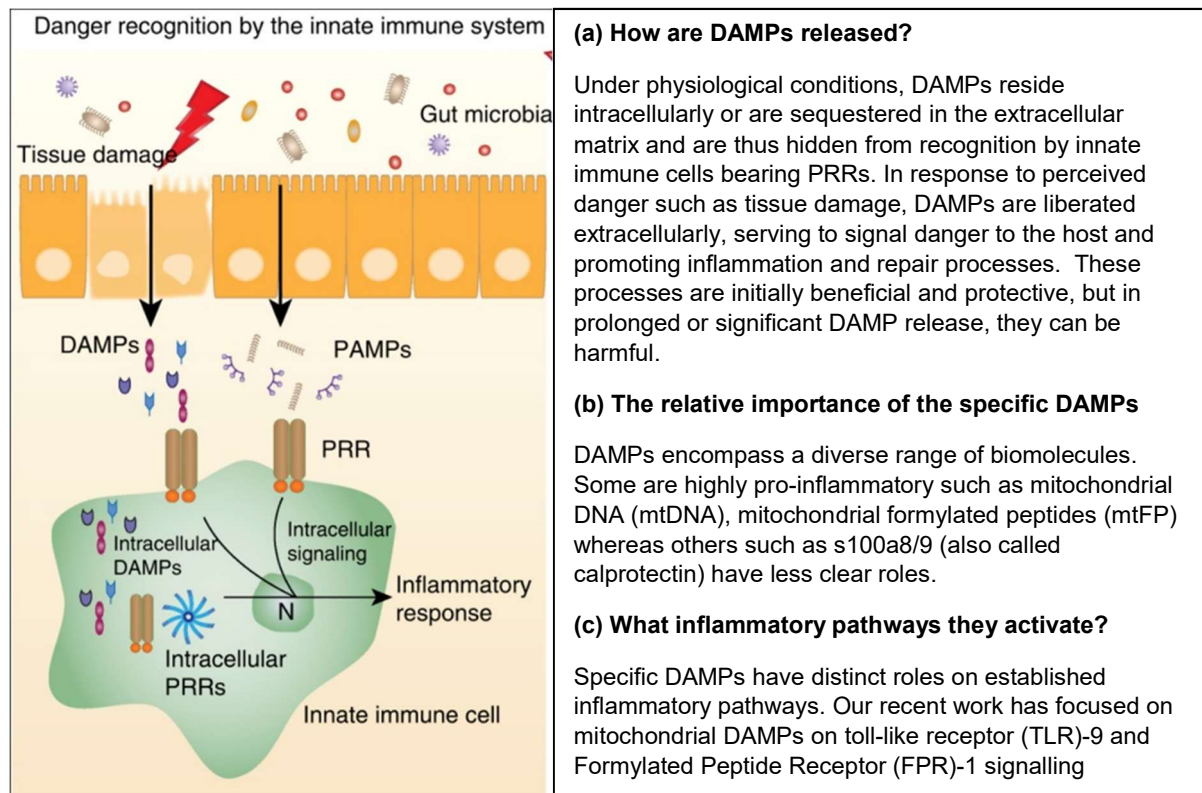 Danger recognition by the innate immune system
Gut microbia
Tissue damage
DAMPs
PAMPs
PRR
Intracellular
DAMPs
Intracellular
signaling
N
Inflammatory
response
Intracellular
PRRs
Innate immune cell
(a) How are DAMPs released?
Under physiological conditions, DAMPs reside
intracellularly or are sequestered in the extracellular
matrix and are thus hidden from recognition by innate
immune cells bearing PRRs. In response to perceived
danger such as tissue damage, DAMPs are liberated
extracellularly, serving to signal danger to the host and
promoting inflammation and repair processes.  These
processes are initially beneficial and protective, but in
prolonged or significant DAMP release, they can be
harmful.
(b) The relative importance of the specific DAMPs
DAMPs encompass a diverse range of biomolecules.
Some are highly pro-inflammatory such as mitochondrial
DNA (mtDNA), mitochondrial formylated peptides (mtFP)
whereas others such as s100a8/9 (also called
calprotectin) have less clear roles.
(c) What inflammatory pathways they activate?
Specific DAMPs have distinct roles on established
inflammatory pathways. Our recent work has focused on
mitochondrial DAMPs on toll-like receptor (TLR)-9 and
Formylated Peptide Receptor (FPR)-1 signalling